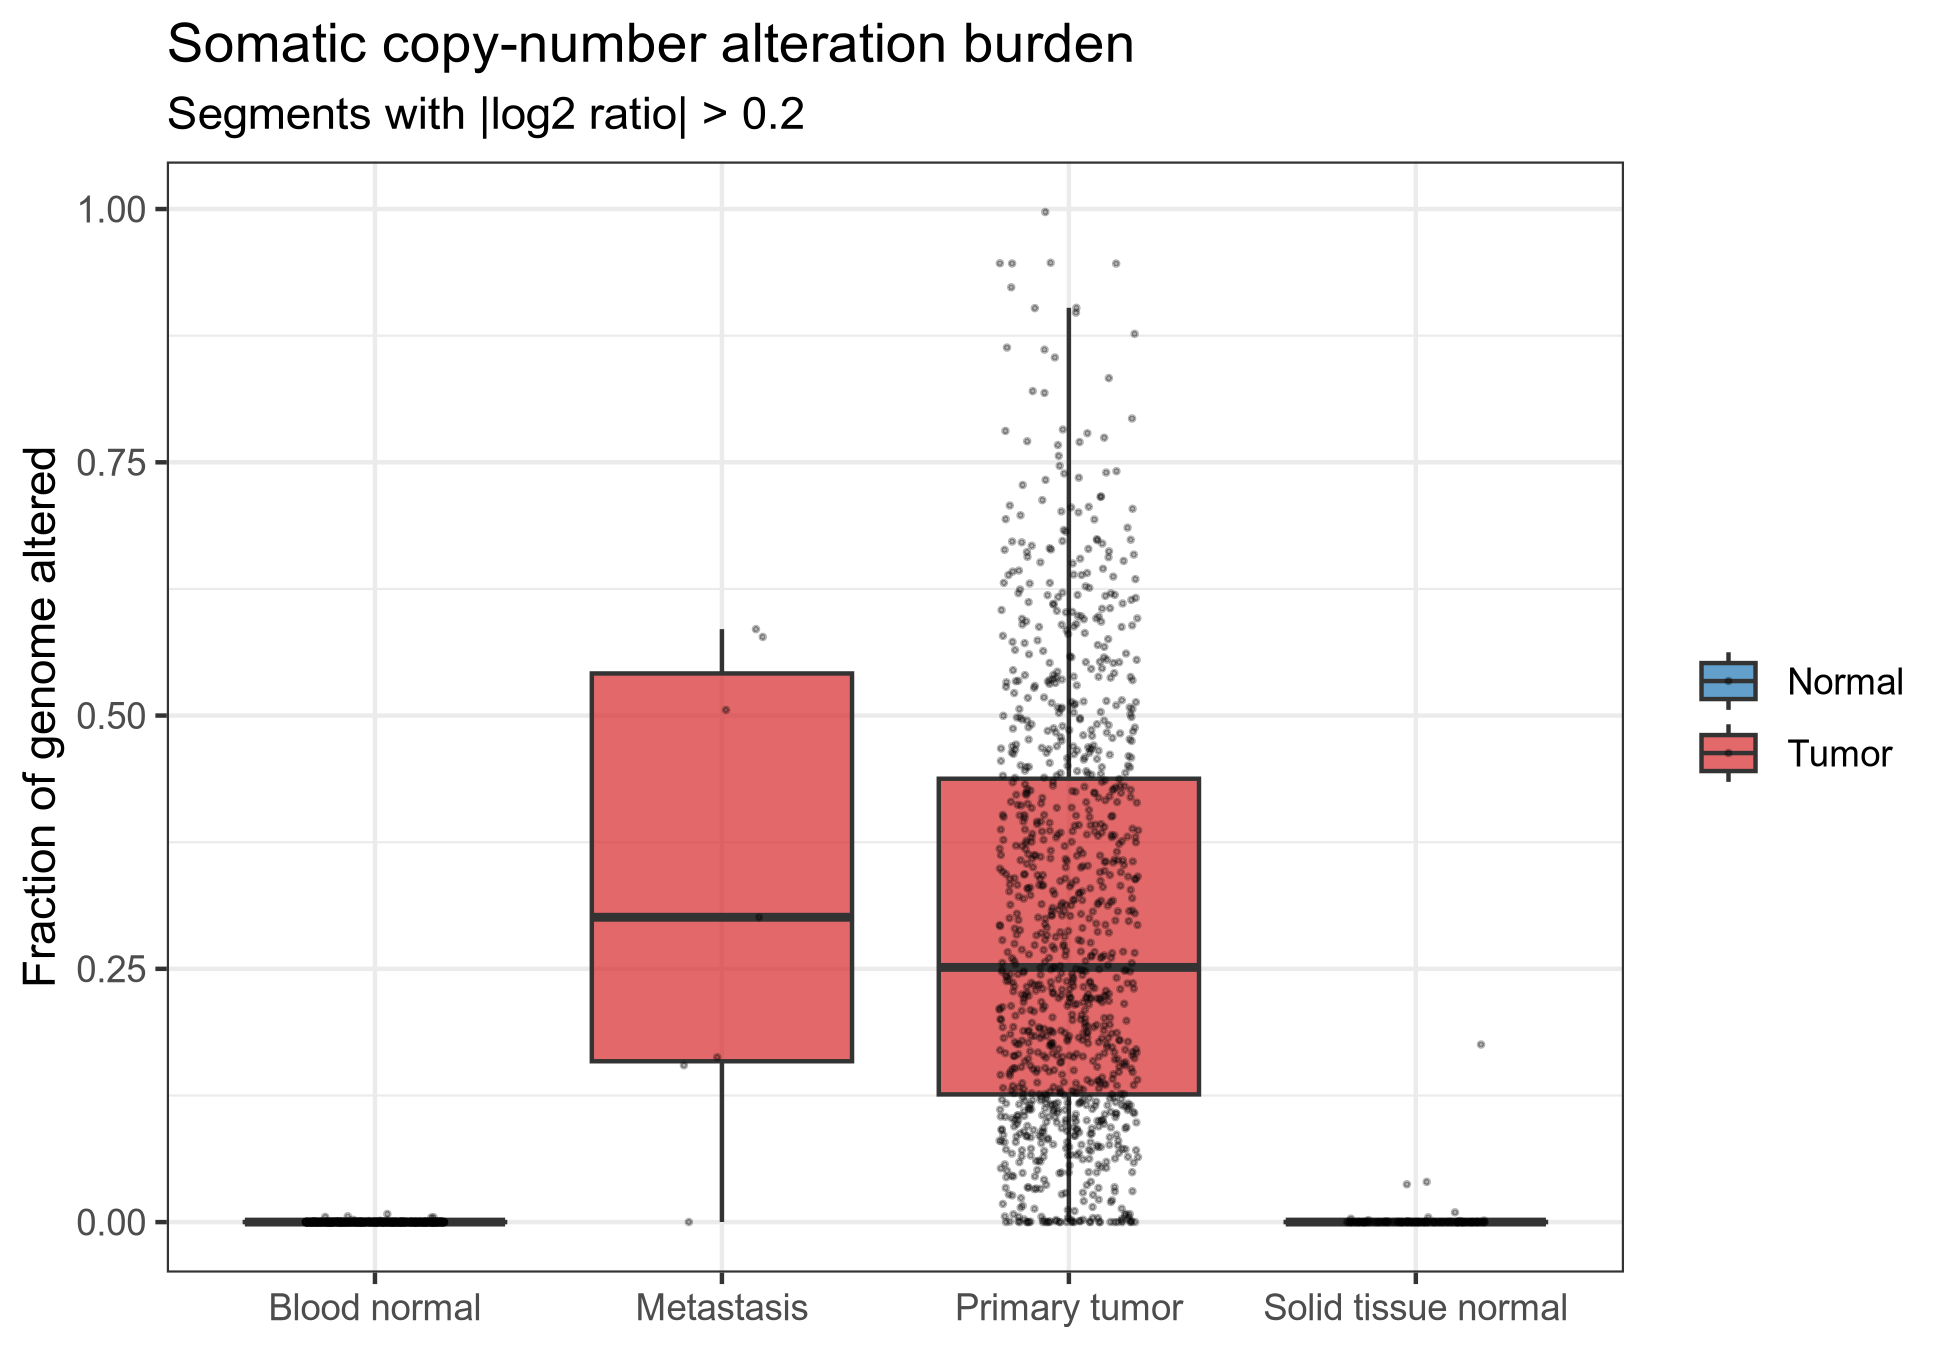 Somatic copy-number alteration burden
Segments with |log2 ratio| > 0.2
Fraction of genome altered
1.00
0.75
0.50
0.25
0.00
Blood normal
Metastasis
Primary tumor
Solid tissue normal
Normal
Tumor